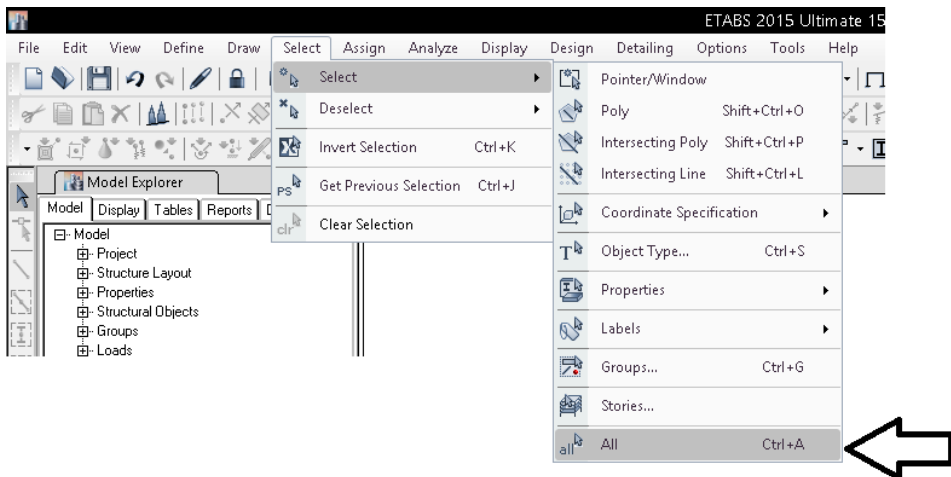 ETABS 2015 Ultimate 15
File Edit View Define Draw Select Assign Analyze Display Design Detailing Options Tools Help
Select
Deselect
Invert Selection Ctrl+K
PS Get Previous Selection Ctrl+J
clr Clear Selection
Pointer/Window
Poly Shift+Ctrl+O
Intersecting Poly Shift+Ctrl+P
Intersecting Line Shift+Ctrl+L
Coordinate Specification
T Object Type... Ctrl+S
Properties
Labels
Groups... Ctrl+G
Stories...
all All Ctrl+A
Model Explorer
Model Display Tables Reports
Model
Project
Structure Layout
Properties
Structural Objects
Groups
Loads